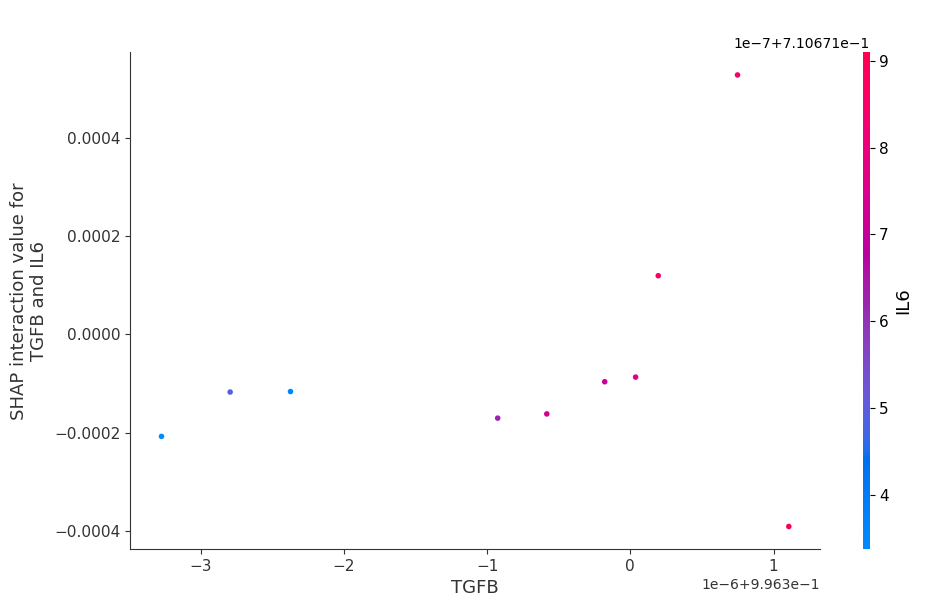 1e−7+7.10671e−1
SHAP interaction value for
TGFB and IL6
0.0004
0.0002
0.0000
−0.0002
−0.0004
−3
−2
−1
0
1
1e−6+9.963e−1
TGFB
9
8
7
6
5
4
IL6